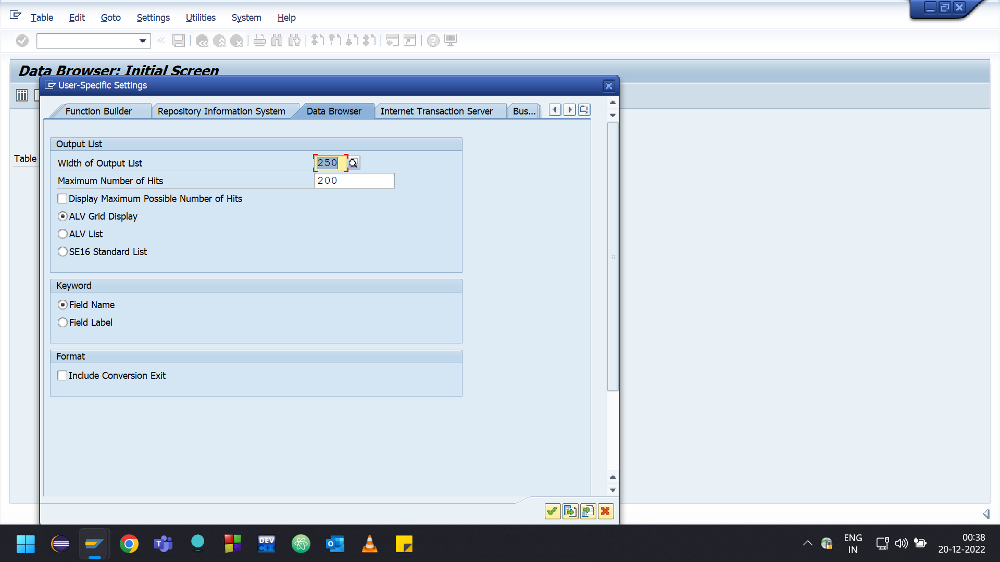 Table Edit Goto Settings Utilities System Help
Data Browser: Initial Screen
User-Specific Settings
Function Builder Repository Information System Data Browser Internet Transaction Server Bus...
Output List
Table
Width of Output List 250
Maximum Number of Hits 200
Display Maximum Possible Number of Hits
ALV Grid Display
ALV List
SE16 Standard List
Keyword
Field Name
Field Label
Format
Include Conversion Exit
DEV
C++
T
O
ENG
IN
00:38
20-12-2022